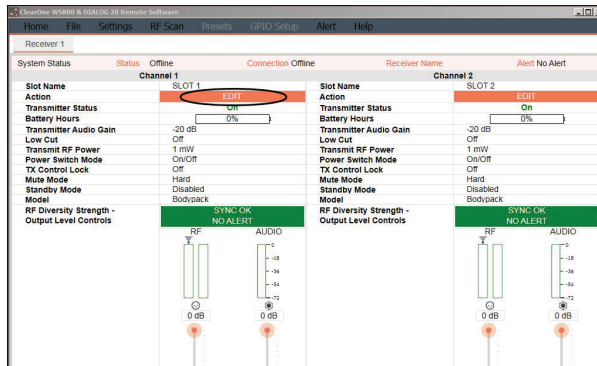 ClearOne WS800 & DIALOG 20 Remote Software
Home File Settings RF Scan Presets GPIO Setup Alert Help
Receiver 1
System Status Status Offline Connection Offline Receiver Name Alert No Alert
Channel 1 Channel 2
Slot Name SLOT 1 Slot Name SLOT 2
Action EDIT Action EDIT
Transmitter Status On Transmitter Status On
Battery Hours 0% Battery Hours 0%
Transmitter Audio Gain -20 dB Transmitter Audio Gain -20 dB
Low Cut Off Low Cut Off
Transmit RF Power 1 mW Transmit RF Power 1 mW
Power Switch Mode On/Off Power Switch Mode On/Off
TX Control Lock Off TX Control Lock Off
Mute Mode Hard Mute Mode Hard
Standby Mode Disabled Standby Mode Disabled
Model Bodypack Model Bodypack
RF Diversity Strength - SYNC OK RF Diversity Strength - SYNC OK
Output Level Controls NO ALERT Output Level Controls NO ALERT
RF AUDIO RF AUDIO
0 0
-18 -18
-36 -36
-54 -54
-72 -72
0 dB 0 dB 0 dB 0 dB